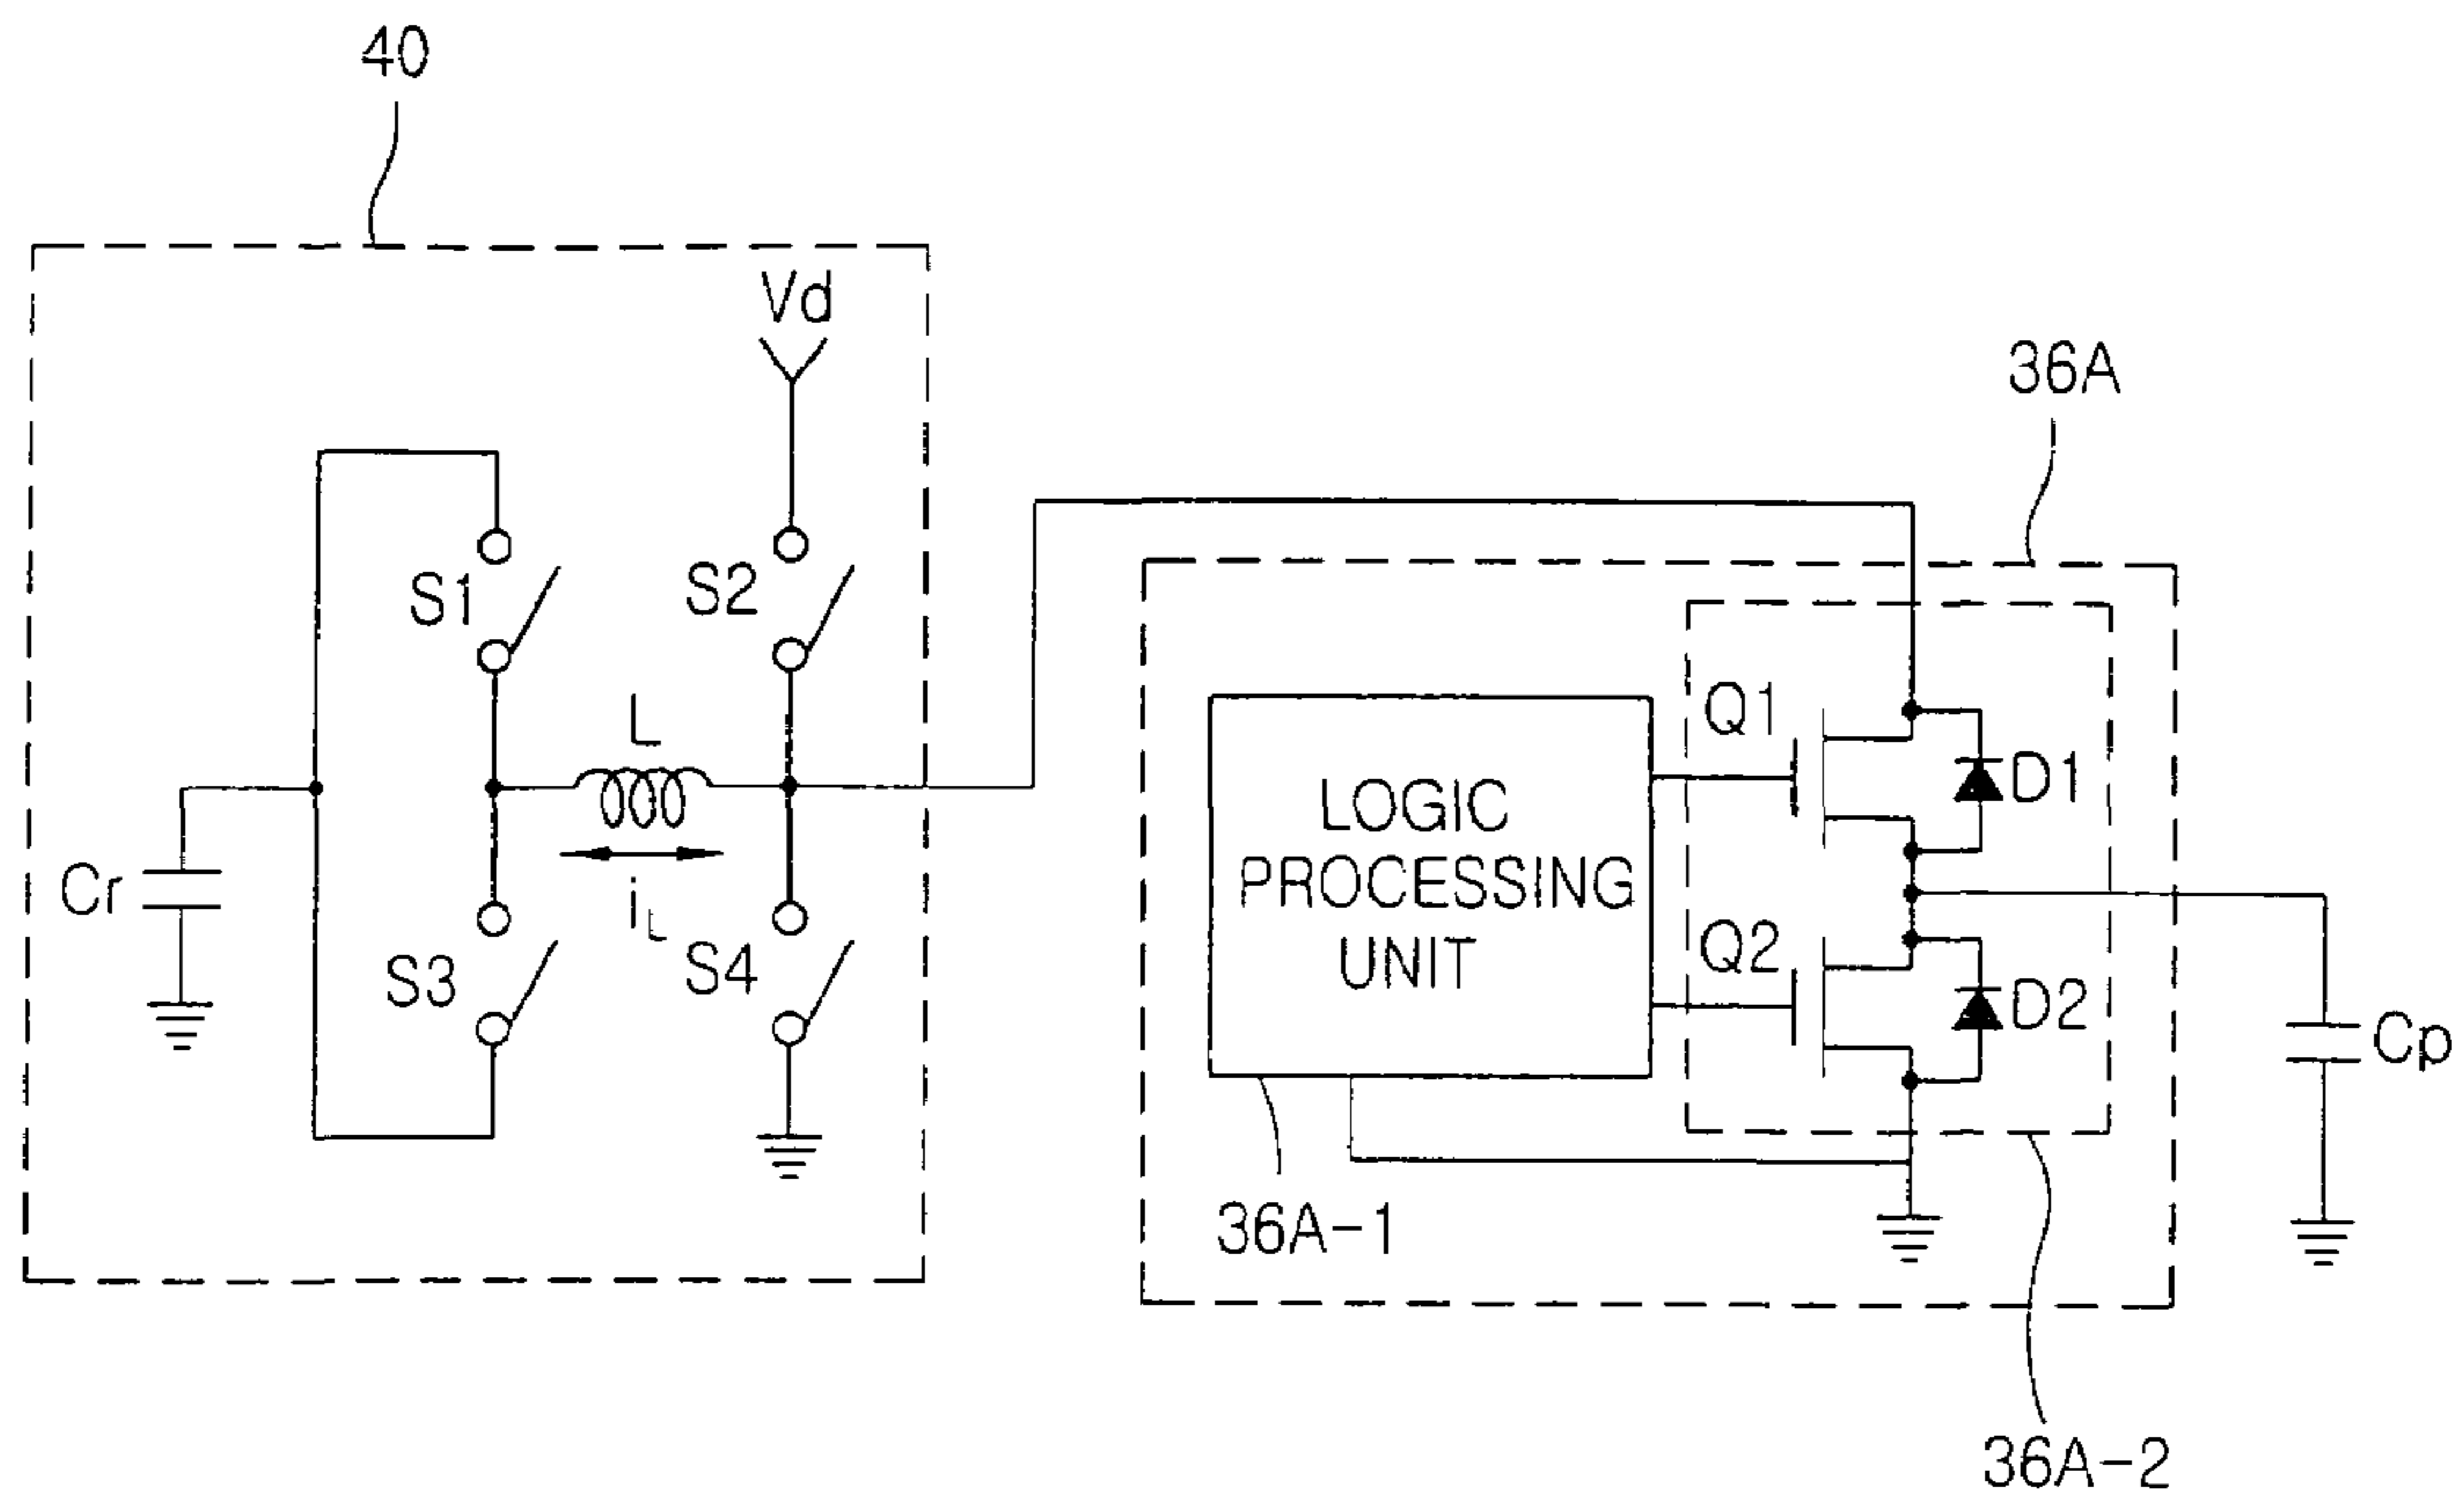 40
Vd
36A
S1
S2
L
Q1
D1
LOGIC
PROCESSING
UNIT
Cr
iL
S3
S4
Q2
D2
Cp
36A-1
36A-2